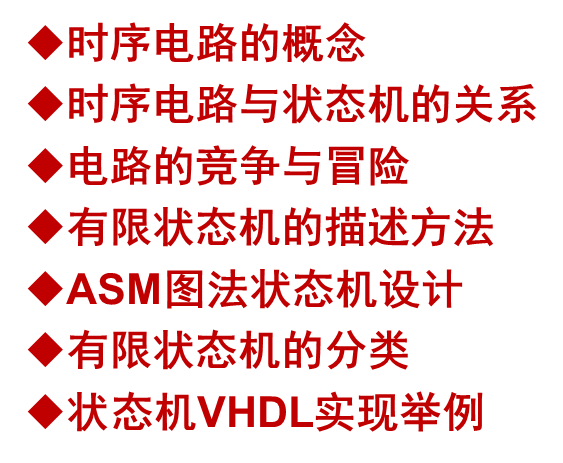 ◆时序电路的概念
◆时序电路与状态机的关系
◆电路的竞争与冒险
◆有限状态机的描述方法
◆ASM图法状态机设计
◆有限状态机的分类
◆状态机VHDL实现举例